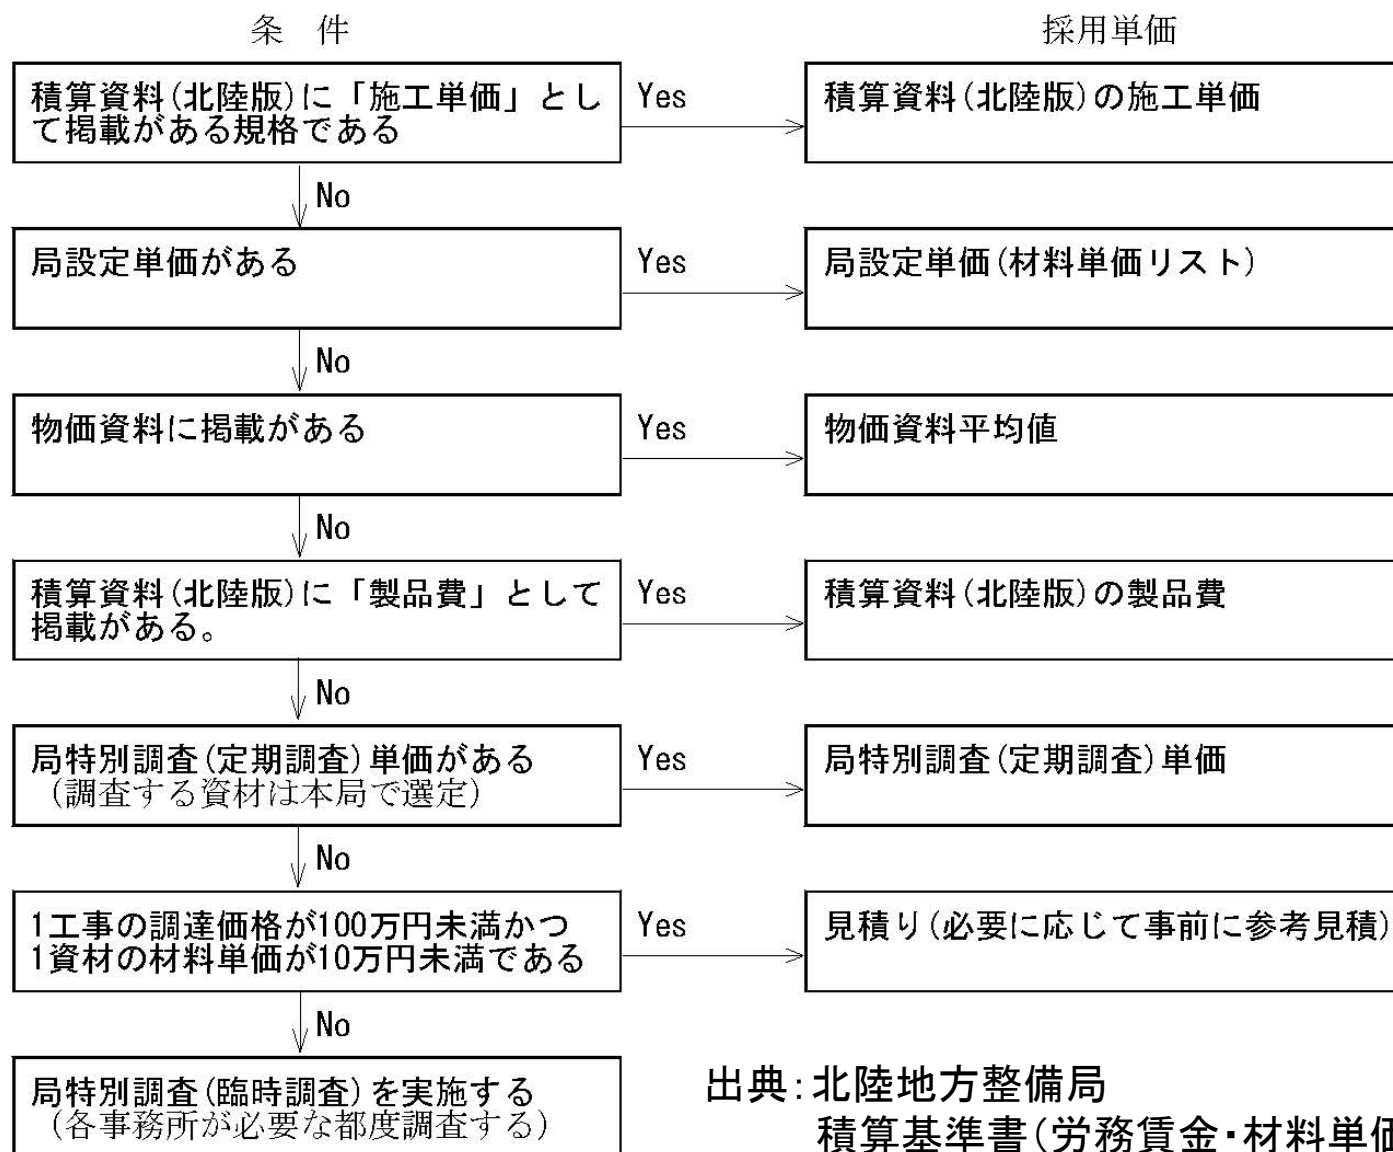 条　件
採用単価
積算資料(北陸版)に「施工単価」とし
て掲載がある規格である
Yes
積算資料(北陸版)の施工単価
No
局設定単価がある
Yes
局設定単価(材料単価リスト)
No
物価資料に掲載がある
Yes
物価資料平均値
No
積算資料(北陸版)に「製品費」として
掲載がある。
Yes
積算資料(北陸版)の製品費
No
局特別調査(定期調査)単価がある
（調査する資材は本局で選定）
Yes
局特別調査(定期調査)単価
No
1工事の調達価格が100万円未満かつ
1資材の材料単価が10万円未満である
Yes
見積り(必要に応じて事前に参考見積)
No
局特別調査(臨時調査)を実施する
（各事務所が必要な都度調査する）
出典：北陸地方整備局
積算基準書（労務賃金・材料単価